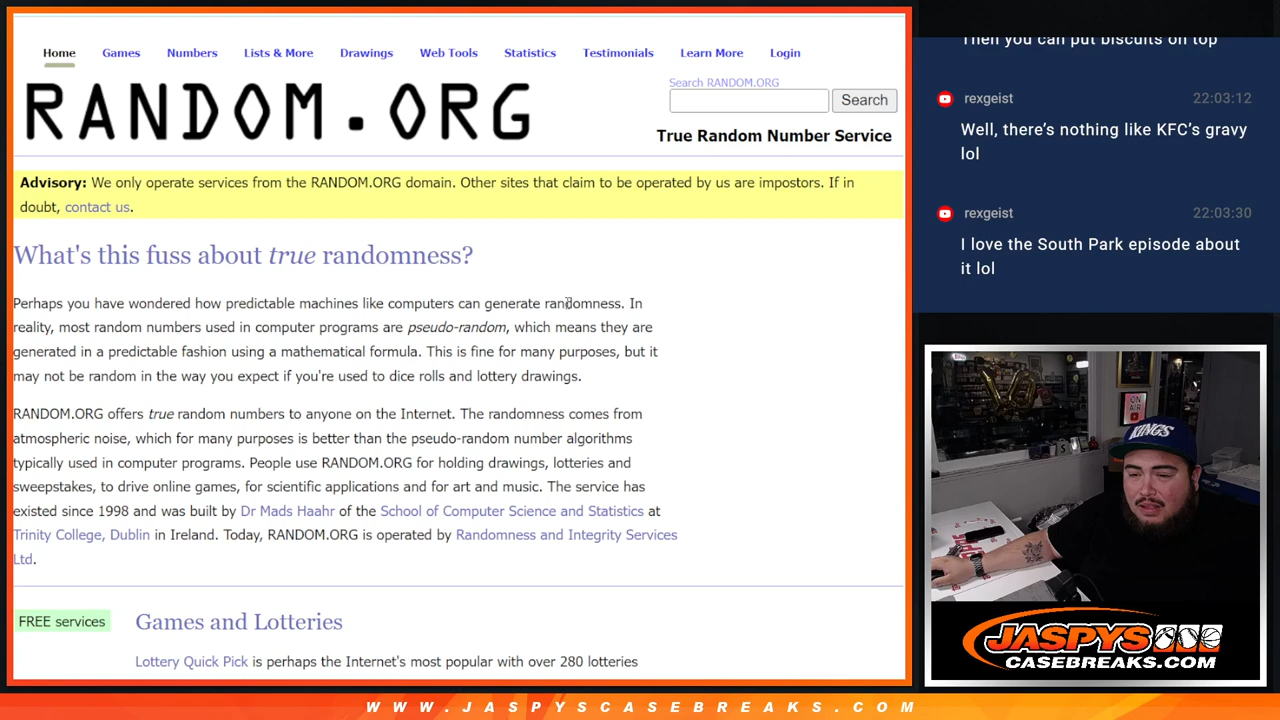 Home Games Numbers Lists & More Drawings Web Tools Statistics Testimonials Learn More Login
RANDOM.ORG
Search RANDOM.ORG
Search
True Random Number Service
Advisory: We only operate services from the RANDOM.ORG domain. Other sites that claim to be operated by us are impostors. If in
doubt, contact us.
What's this fuss about true randomness?
Perhaps you have wondered how predictable machines like computers can generate randomness. In
reality, most random numbers used in computer programs are pseudo-random, which means they are
generated in a predictable fashion using a mathematical formula. This is fine for many purposes, but it
may not be random in the way you expect if you're used to dice rolls and lottery drawings.
RANDOM.ORG offers true random numbers to anyone on the Internet. The randomness comes from
atmospheric noise, which for many purposes is better than the pseudo-random number algorithms
typically used in computer programs. People use RANDOM.ORG for holding drawings, lotteries and
sweepstakes, to drive online games, for scientific applications and for art and music. The service has
existed since 1998 and was built by Dr Mads Haahr of the School of Computer Science and Statistics at
Trinity College, Dublin in Ireland. Today, RANDOM.ORG is operated by Randomness and Integrity Services
Ltd.
FREE services
Games and Lotteries
Lottery Quick Pick is perhaps the Internet's most popular with over 280 lotteries
Then you can put biscuits on top
rexgeist 22:03:12
Well, there's nothing like KFC's gravy
lol
rexgeist 22:03:30
I love the South Park episode about
it lol
ON
AIR
KINGS
JASPYS
CASEBREAKS.COM
WWW.JASPYSCASEBREAKS.COM